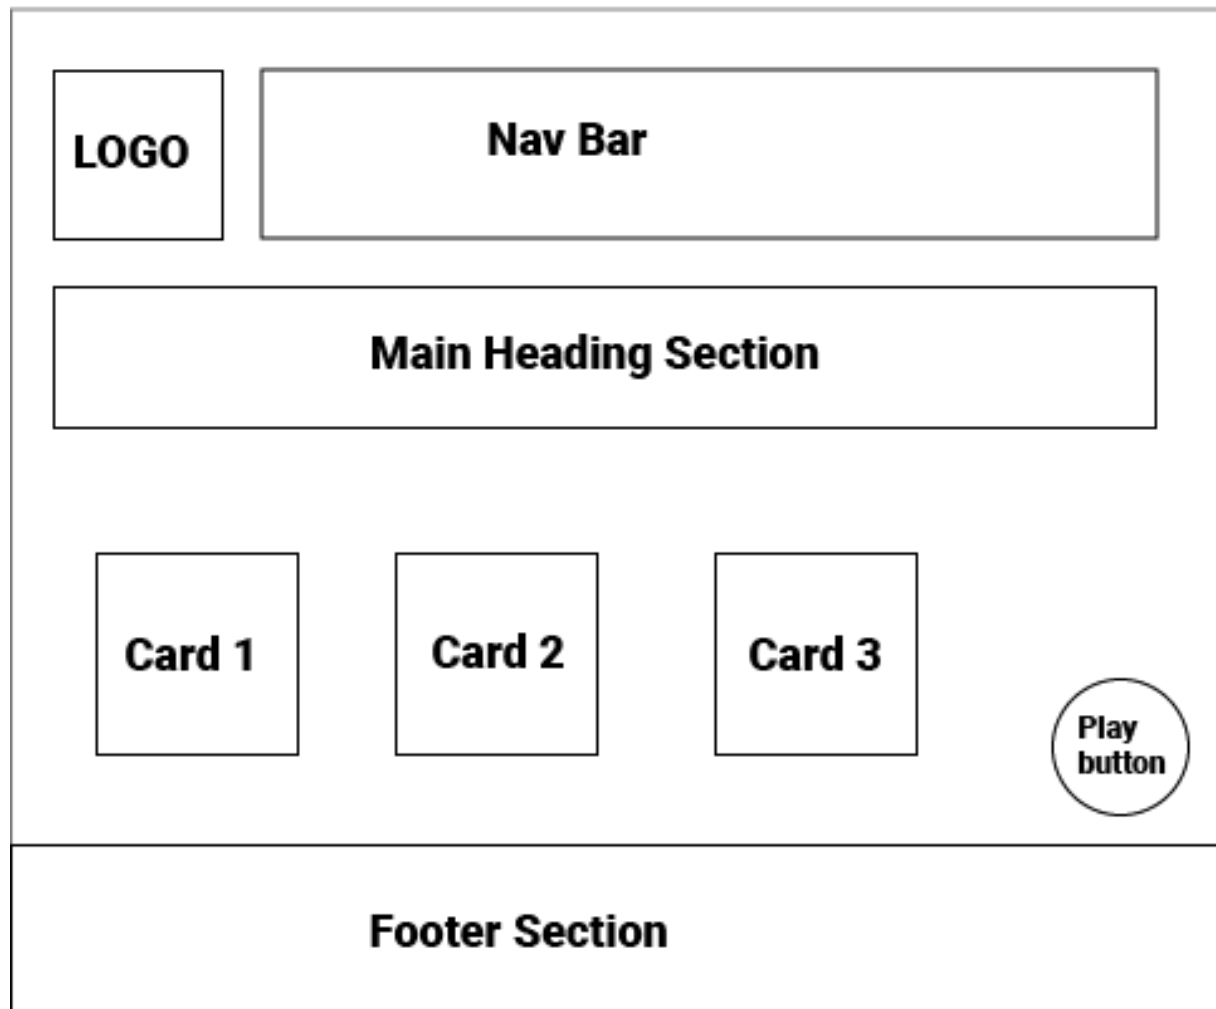 LOGO
Nav Bar
Main Heading Section
Card 1
Card 2
Card 3
Play
button
Footer Section